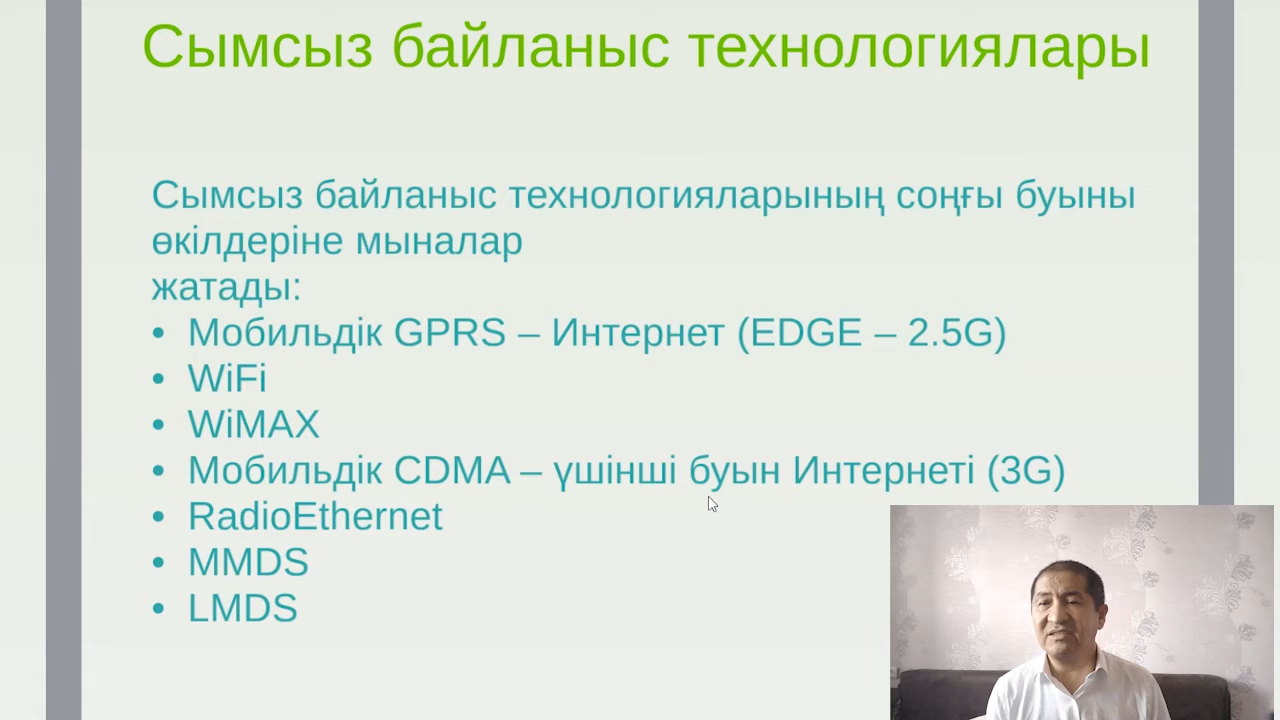 Сымсыз байланыс технологиялары
Сымсыз байланыс технологияларының соңғы буыны
өкілдеріне мыналар
жатады:
• Мобильдік GPRS – Интернет (EDGE – 2.5G)
• WiFi
• WiMAX
• Мобильдік CDMA – үшінші буын Интернеті (3G)
• RadioEthernet
• MMDS
• LMDS